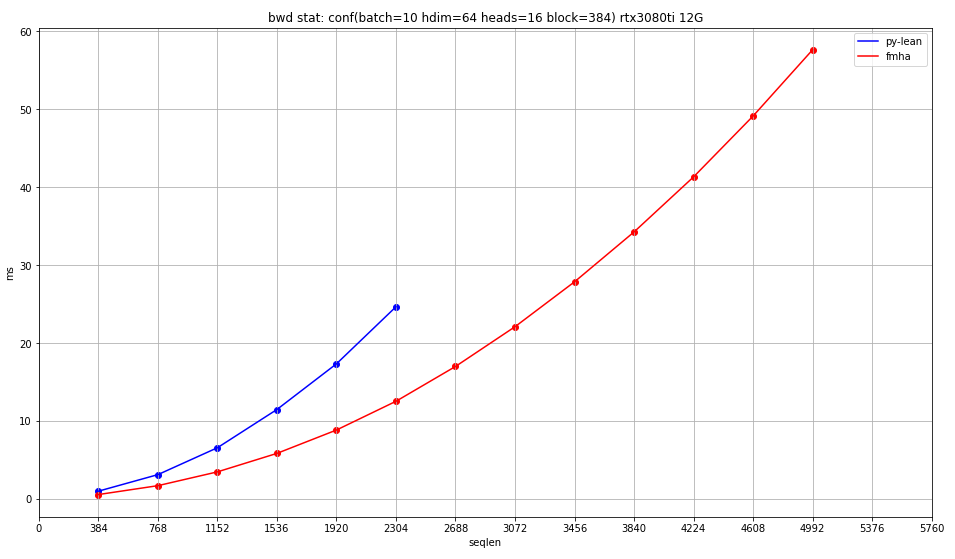 bwd stat: conf(batch=10 hdim=64 heads=16 block=384) rtx3080ti 12G
py-lean
fmha
60
50
40
30
20
10
0
ms
0 384 768 1152 1536 1920 2304 2688 3072 3456 3840 4224 4608 4992 5376 5760
seqlen